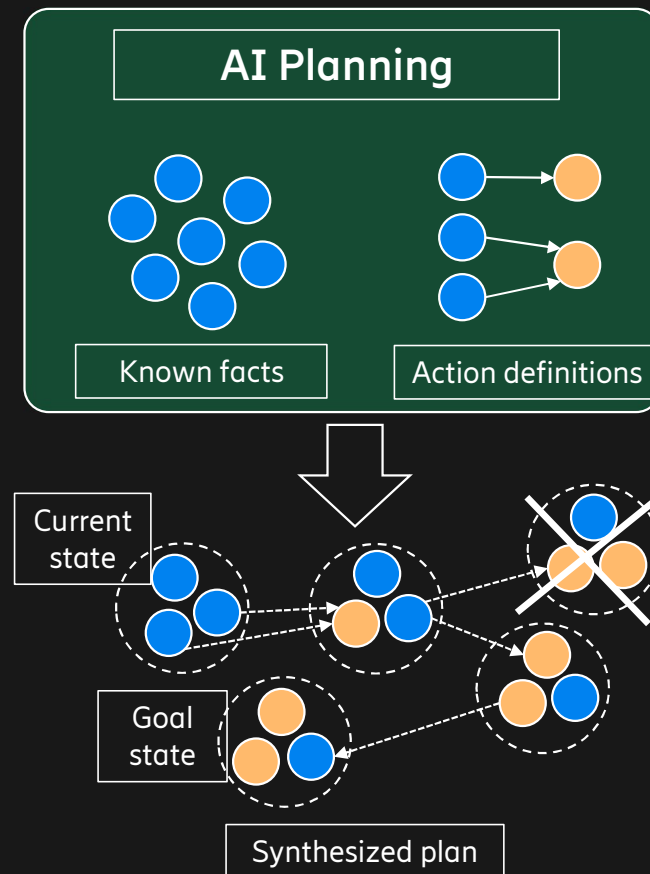 AI Planning
Known facts
Action definitions
Current
state
Goal
state
Synthesized plan